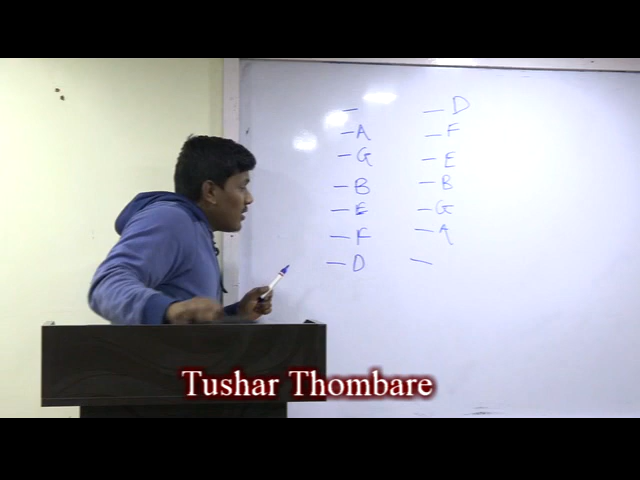 — — D
— A — F
— G — E
— B — B
— E — G
— F — A
— D —
Tushar Thombare